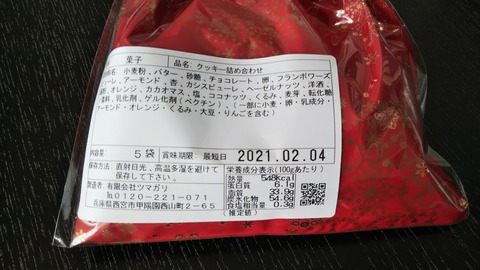 菓子
品名: クッキー詰め合わせ
小麦粉、バター、砂糖、チョコレート、卵、フランボワーズ
アーモンド、杏、カシスピューレ、ヘーゼルナッツ、洋酒、
オレンジ、カカオマス、塩、ココナッツ、くるみ、麦芽、転化糖
乳化剤、ゲル化剤(ペクチン)、(一部に小麦・卵・乳成分・
アーモンド・オレンジ・くるみ・大豆・りんごを含む)
内容量 5袋 賞味期限 最短日 2021.02.04
保存方法: 直射日光、高温多湿を避けて
保存して下さい。
製造者: 有限会社ツマガリ
0120-221-071
兵庫県西宮市甲陽園西山町2-65
栄養成分表示(100gあたり)
熱量 548Kcal
蛋白質 6.1g
脂質 33.9g
炭水化物 54.6g
食塩相当量 0.3g
(推定値)